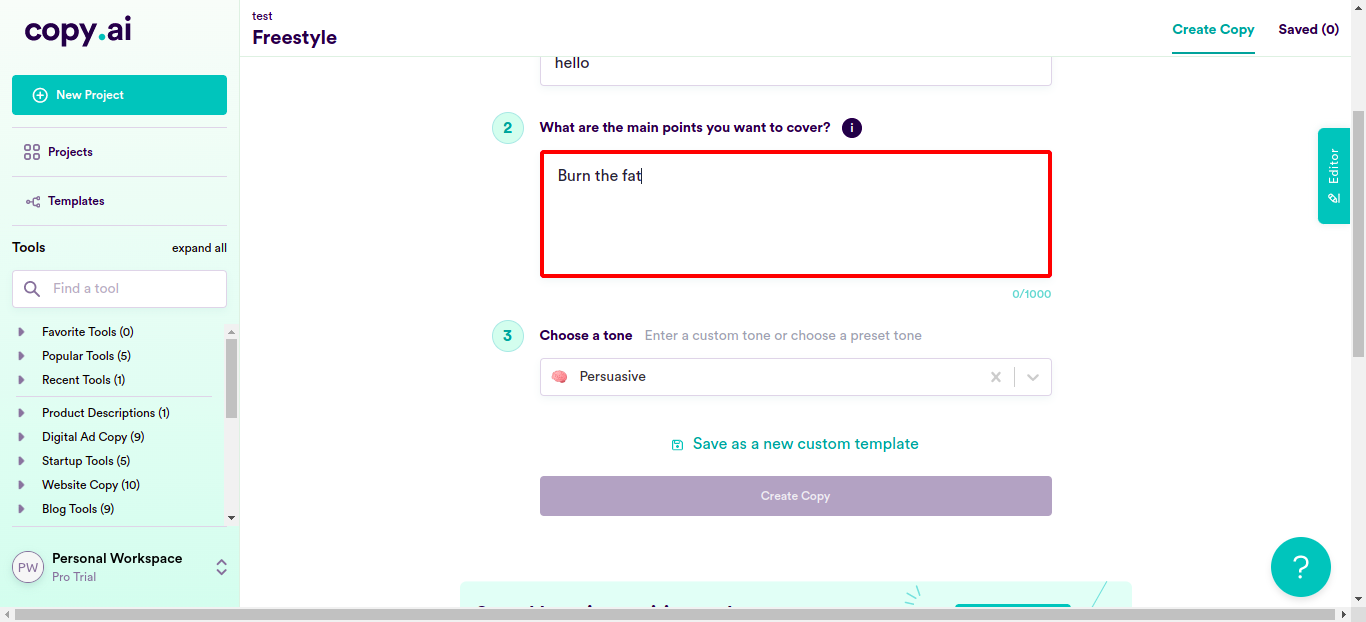 copy.ai
New Project
Projects
Templates
Tools expand all
Find a tool
Favorite Tools (0)
Popular Tools (5)
Recent Tools (1)
Product Descriptions (1)
Digital Ad Copy (9)
Startup Tools (5)
Website Copy (10)
Blog Tools (9)
PW Personal Workspace
Pro Trial
test
Freestyle
Create Copy Saved (0)
hello
2 What are the main points you want to cover? i
Burn the fat
0/1000
3 Choose a tone Enter a custom tone or choose a preset tone
Persuasive
Save as a new custom template
Create Copy
Editor
?